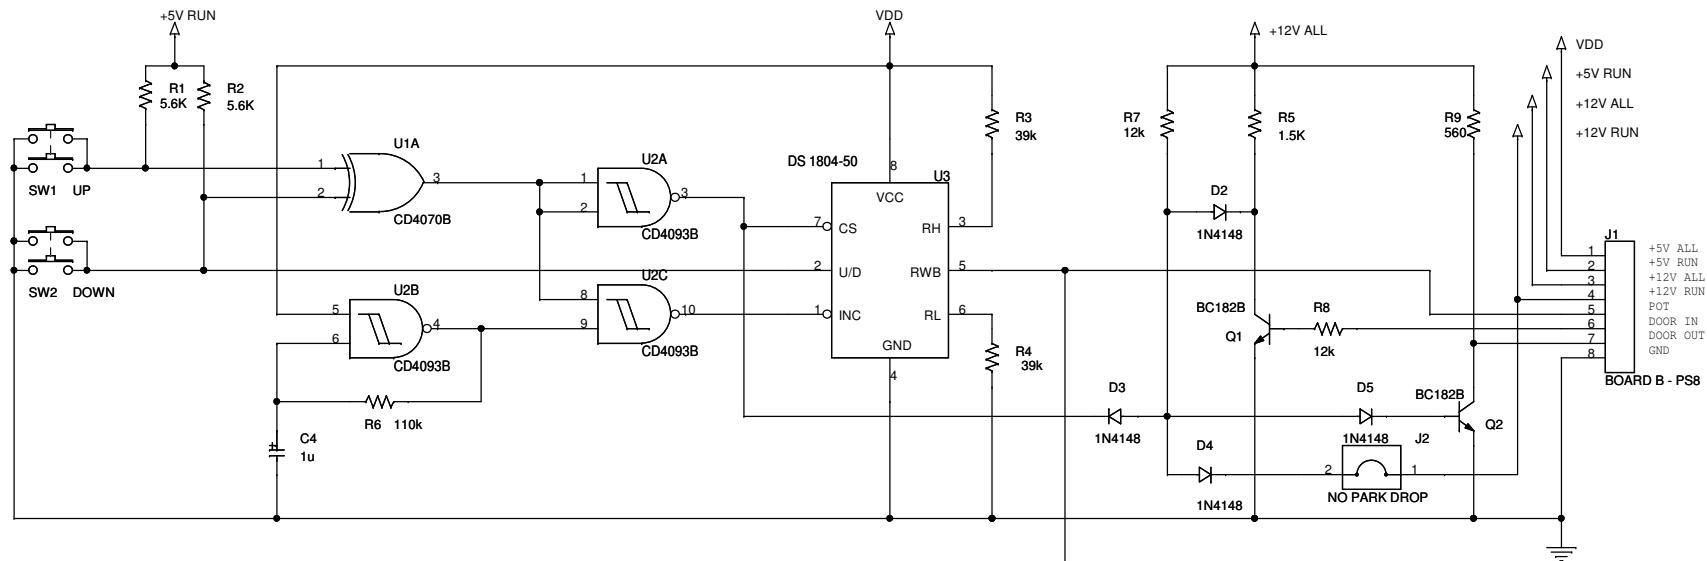 +5V RUN
VDD
+12V ALL
VDD
+5V RUN
+12V ALL
+12V RUN
R1
5.6K
R2
5.6K
R3
39k
R7
12k
R5
1.5K
R9
560
SW1 UP
SW2 DOWN
U1A
1
2
3
CD4070B
U2A
1
2
3
CD4093B
U2B
5
6
4
CD4093B
U2C
8
9
10
CD4093B
R6 110k
C4
1u
DS 1804-50
U3
8
VCC
7
CS
RH
3
2
U/D
RWB
5
1
INC
RL
6
GND
4
R4
39k
D2
1N4148
BC182B
Q1
R8
12k
D3
1N4148
D4
1N4148
D5
1N4148
BC182B
Q2
J2
2
1
NO PARK DROP
J1
1
+5V ALL
2
+5V RUN
3
+12V ALL
4
+12V RUN
5
POT
6
DOOR IN
7
DOOR OUT
8
GND
BOARD B - PS8